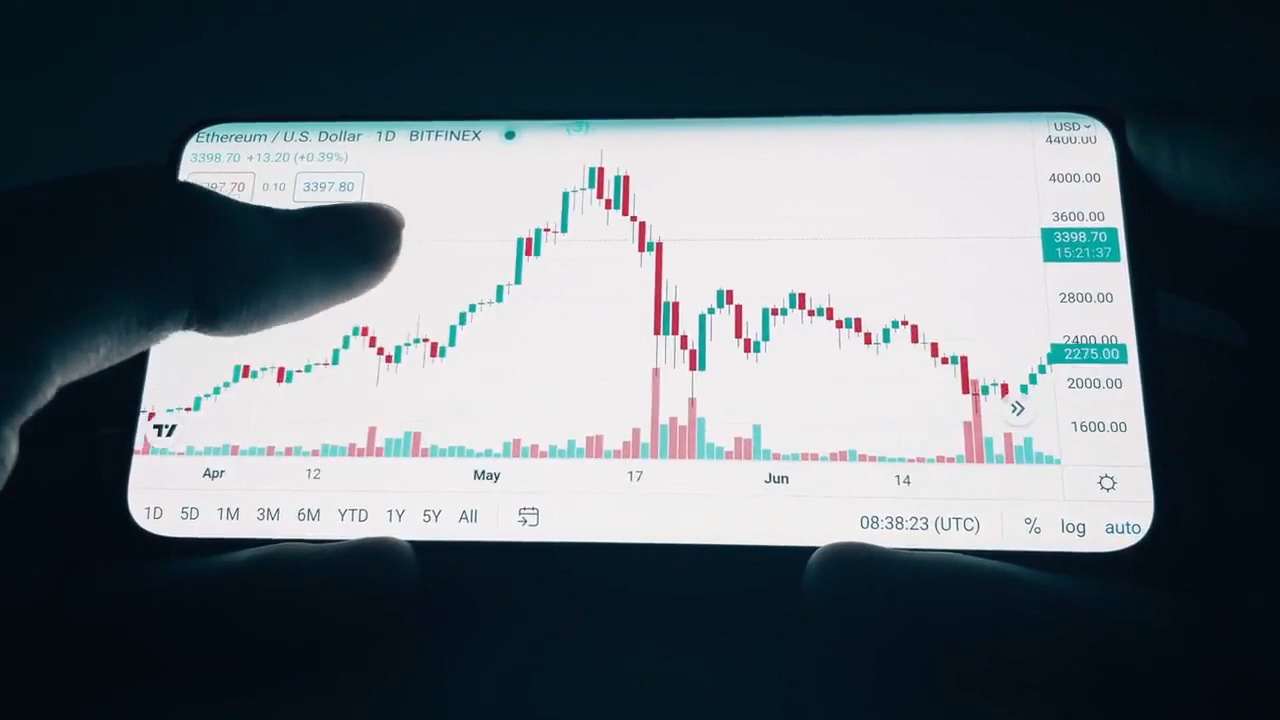 Ethereum / U.S. Dollar 1D BITFINEX
USD
3398.70 +13.20 (+0.39%)
97.70 0.10 3397.80
4400.00
4000.00
3600.00
3398.70
15:21:37
2800.00
2400.00
2275.00
2000.00
1600.00
Apr 12 May 17 Jun 14
1D 5D 1M 3M 6M YTD 1Y 5Y All
08:38:23 (UTC) % log auto